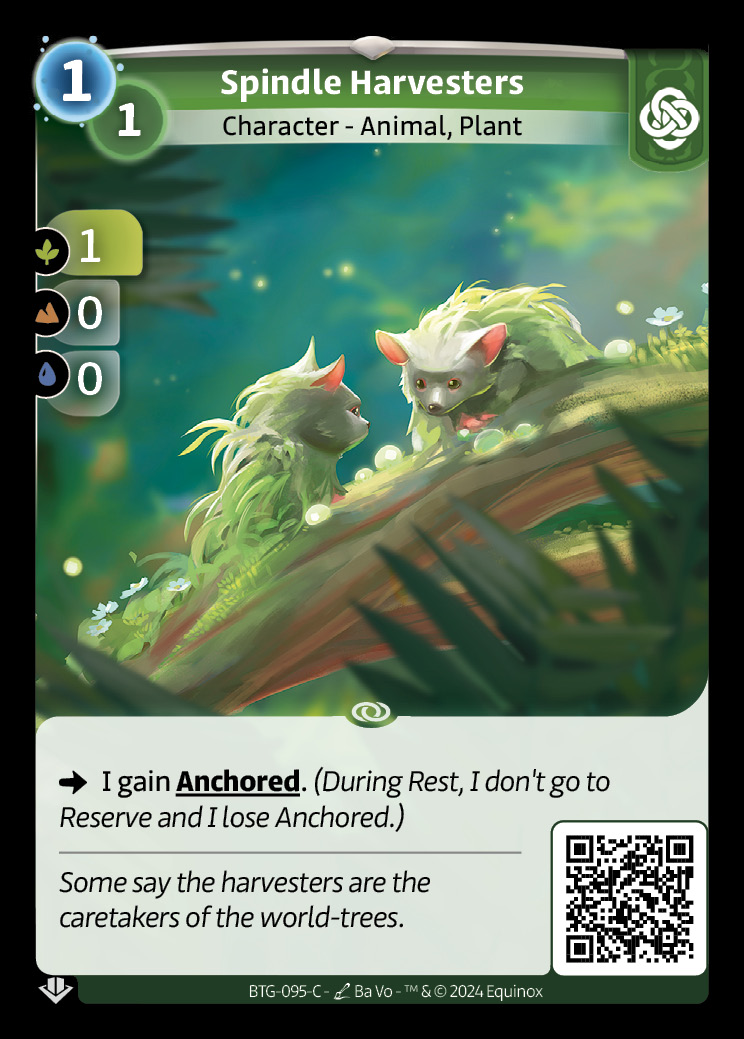 1
Spindle Harvesters
1
Character - Animal, Plant
1
0
0
I gain Anchored. (During Rest, I don't go to
Reserve and I lose Anchored.)
Some say the harvesters are the
caretakers of the world-trees.
BTG-095-C - Ba Vo - ™ & © 2024 Equinox